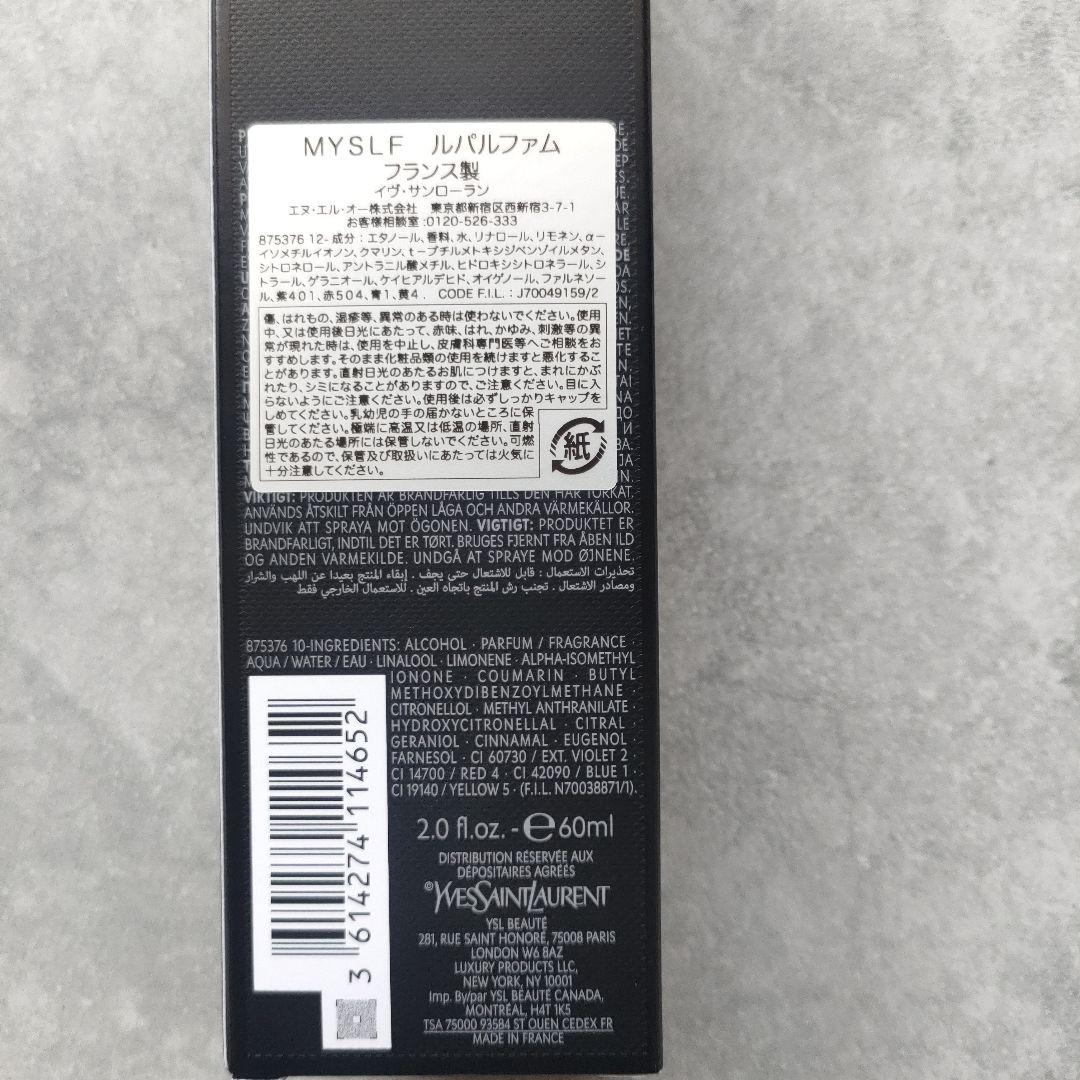 MYSLF ルパルファム
フランス製
イヴ・サンローラン
エヌ・エル・オー株式会社 東京都新宿区西新宿3-7-1
お客様相談室:0120-526-333
875376 12- 成分：エタノール、香料、水、リナロール、リモネン、α－
イソメチルイオノン、クマリン、t－ブチルメトキシジベンゾイルメタン、
シトロネロール、アントラニル酸メチル、ヒドロキシシトロネラール、シ
トラール、ゲラニオール、ケイヒアルデヒド、オイゲノール、ファルネソー
ル、紫401、赤504、青1、黄4． CODE F.I.L.：J70049159/2
傷、はれもの、湿疹等、異常のある時は使わないでください。使用
中、又は使用後日光にあたって、赤味、はれ、かゆみ、刺激等の異
常が現れた時は、使用を中止し、皮膚科専門医等へご相談をお
すすめします。そのまま化粧品類の使用を続けますと悪化するこ
とがあります。直射日光のあたるお肌につけますと、まれにかぶ
れたり、シミになることがありますので、ご注意ください。目に入
らないようにご注意ください。使用後は必ずしっかりキャップを
しめてください。乳幼児の手の届かないところに保
管してください。極端に高温又は低温の場所、直射
日光のあたる場所には保管しないでください。可燃
性であるので、保管及び取扱いにあたっては火気に
十分注意してください。
紙
VIKTIGT: PRODUKTEN ÄR BRANDFARLIG TILLS DEN HAR TORKAT.
ANVÄNDS ÅTSKILT FRÅN ÖPPEN LÅGA OCH ANDRA VÄRMEKÄLLOR.
UNDVIK ATT SPRAYA MOT ÖGONEN. VIGTIGT: PRODUKTET ER
BRANDFARLIGT, INDTIL DET ER TØRT. BRUGES FJERNT FRA ÅBEN ILD
OG ANDEN VARMEKILDE. UNDGÅ AT SPRAYE MOD ØJNENE.
تحذيرات الاستعمال : قابل للاشتعال حتى يجف . إبقاء المنتج بعيدا عن اللهب والشرار
ومصادر الاشتعال . تجنب رش المنتج باتجاه العين . للاستعمال الخارجي فقط
875376 10-INGREDIENTS: ALCOHOL · PARFUM / FRAGRANCE ·
AQUA / WATER / EAU · LINALOOL · LIMONENE · ALPHA-ISOMETHYL
IONONE · COUMARIN · BUTYL
METHOXYDIBENZOYLMETHANE ·
CITRONELLOL · METHYL ANTHRANILATE ·
HYDROXYCITRONELLAL · CITRAL ·
GERANIOL · CINNAMAL · EUGENOL ·
FARNESOL · CI 60730 / EXT. VIOLET 2 ·
CI 14700 / RED 4 · CI 42090 / BLUE 1 ·
CI 19140 / YELLOW 5 · (F.I.L. N70038871/1).
3 614274 114652
2.0 fl.oz. - ℮60ml
DISTRIBUTION RÉSERVÉE AUX
DÉPOSITAIRES AGRÉÉS
©YVESSAINTLAURENT
YSL BEAUTÉ
281, RUE SAINT HONORÉ, 75008 PARIS
LONDON W6 8AZ
LUXURY PRODUCTS LLC,
NEW YORK, NY 10001
Imp. By/par YSL BEAUTÉ CANADA,
MONTRÉAL, H4T 1K5
TSA 75000 93584 ST OUEN CEDEX FR
MADE IN FRANCE